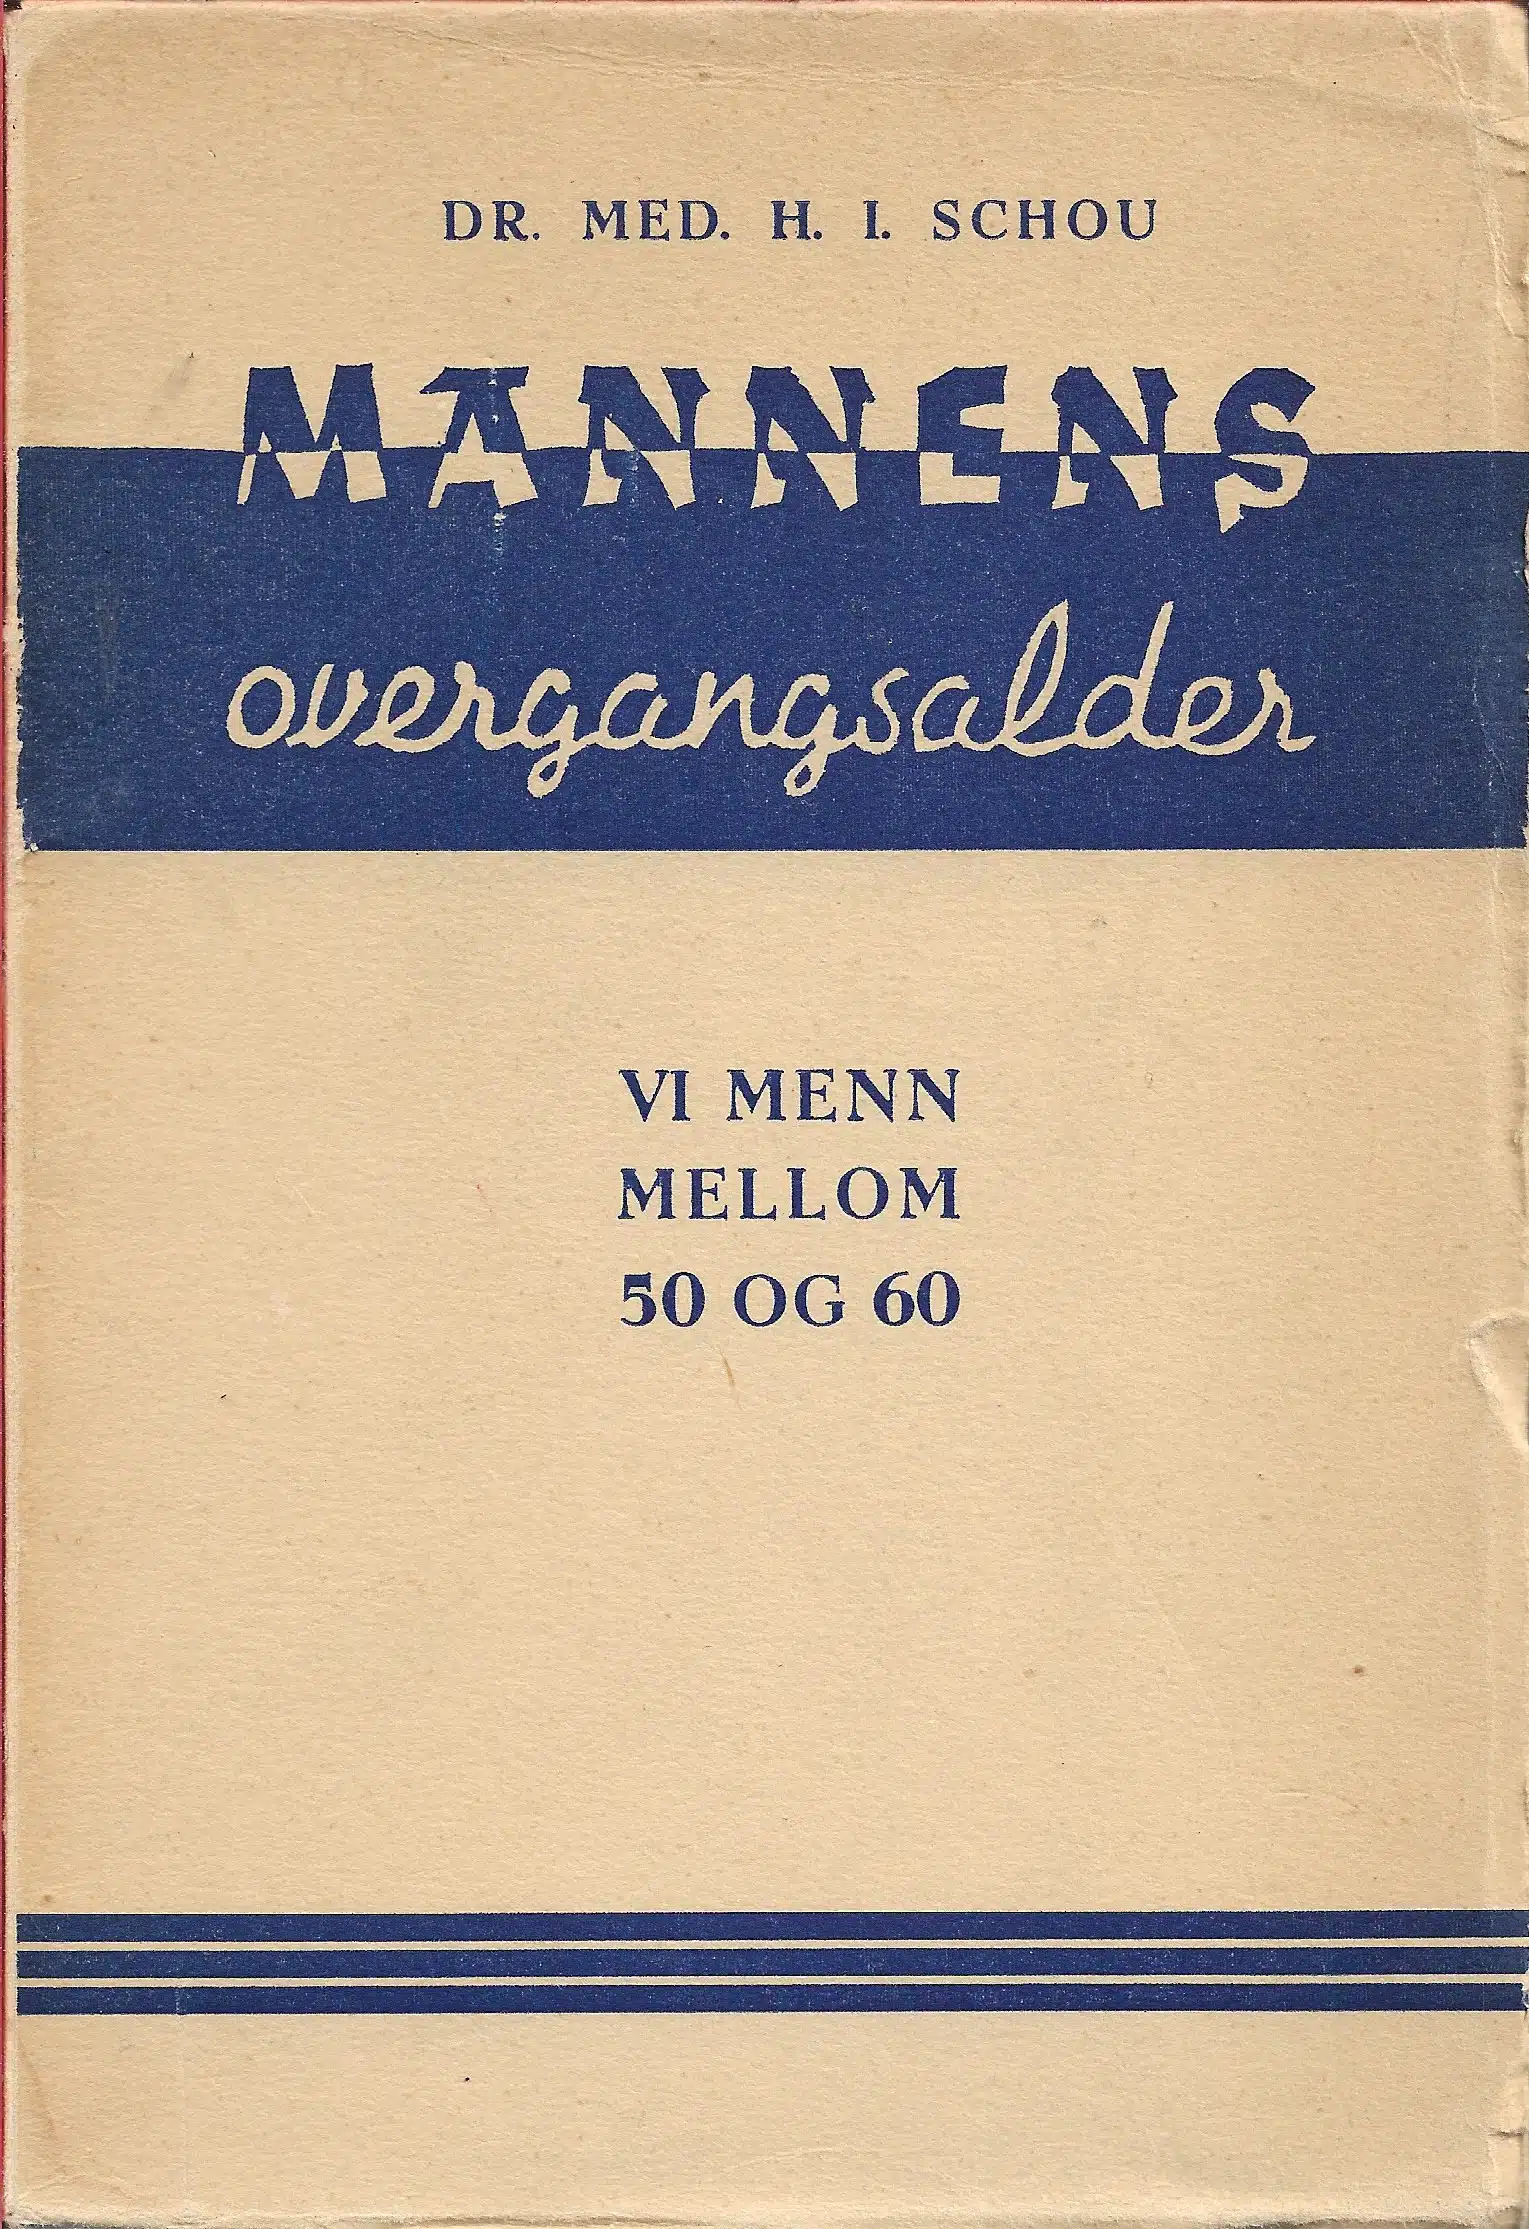 DR. MED. H. I. SCHOU
MANNENS
overgangsalder
VI MENN
MELLOM
50 OG 60